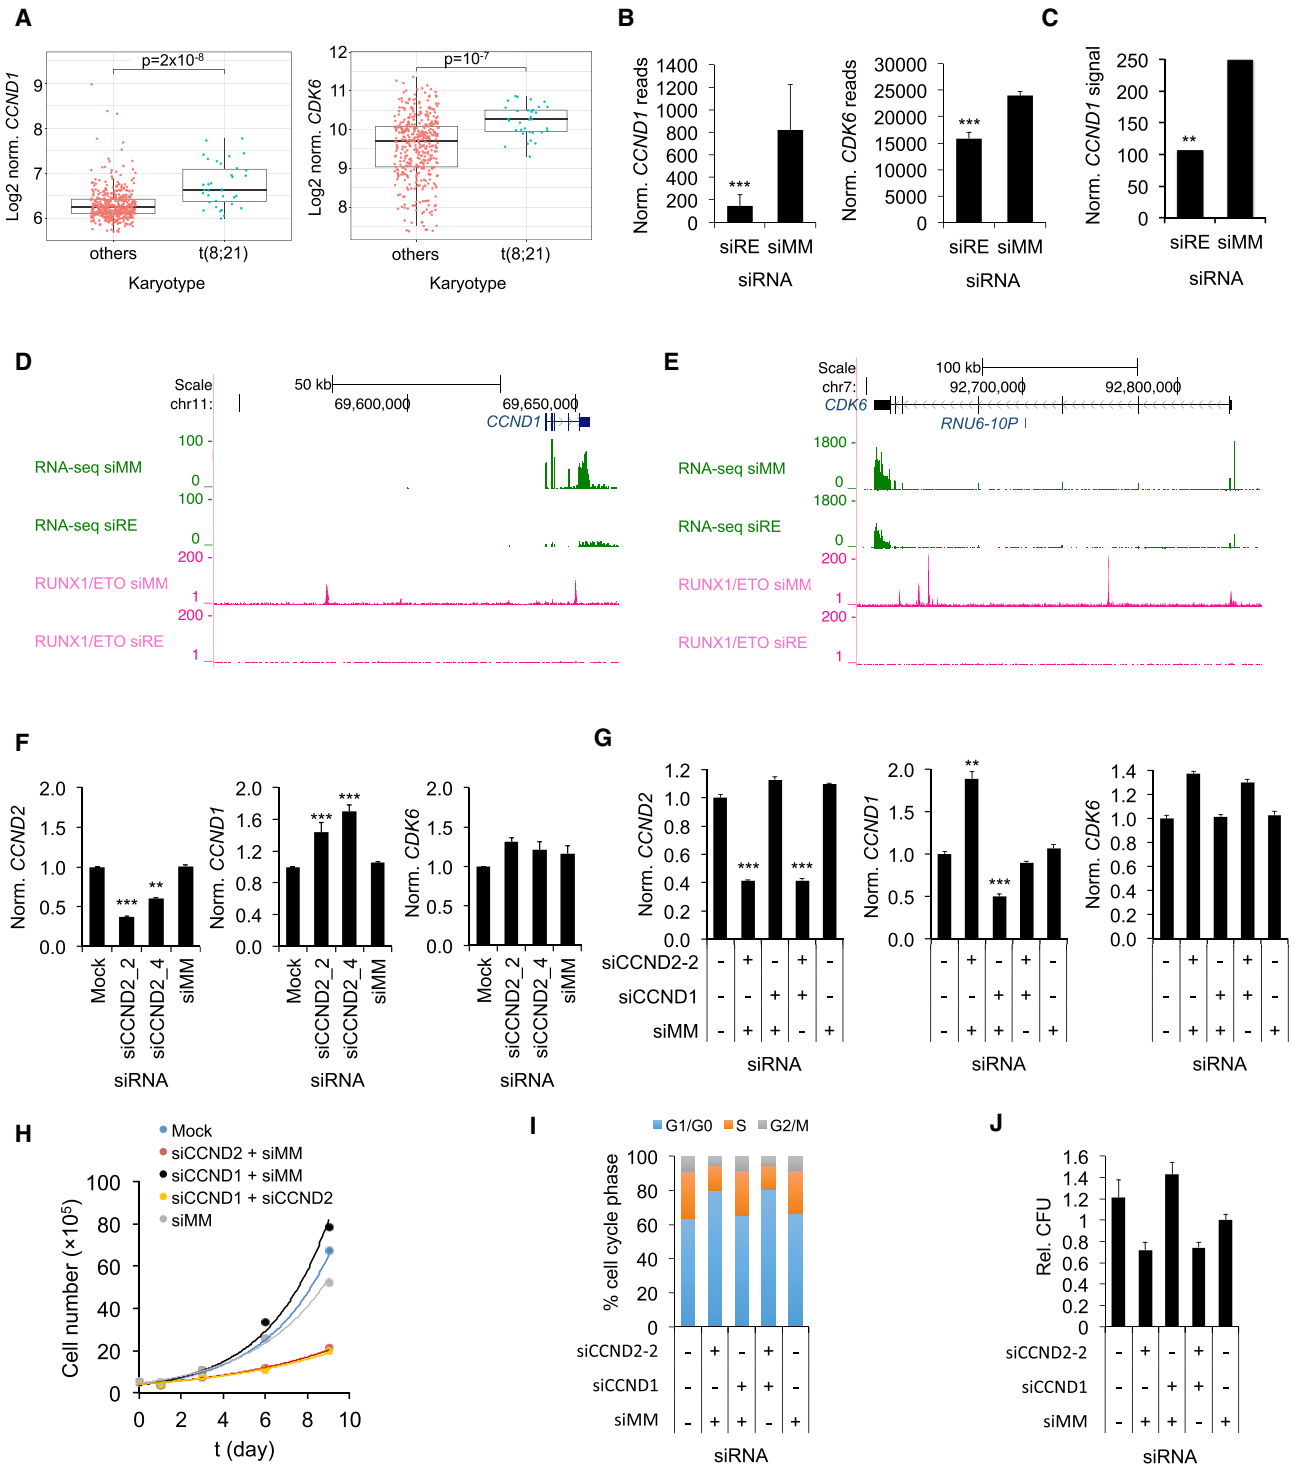 A
Log2 norm. CCND1
9
8
7
6
p=2x10-8
others
t(8;21)
Karyotype
Log2 norm. CDK6
12
11
10
9
8
p=10-7
others
t(8;21)
Karyotype
B
Norm. CCND1 reads
1400
1200
1000
800
600
400
200
0
***
siRE siMM
siRNA
Norm. CDK6 reads
30000
25000
20000
15000
10000
5000
0
***
siRE siMM
siRNA
C
Norm. CCND1 signal
250
200
150
100
50
0
**
siRE siMM
siRNA
D
Scale
50 kb
chr11:
69,600,000
69,650,000
CCND1
100 -
RNA-seq siMM
0 _
100 -
RNA-seq siRE
0 _
200 -
RUNX1/ETO siMM
1 _
200 -
RUNX1/ETO siRE
1 _
E
Scale
100 kb
chr7:
92,700,000
92,800,000
CDK6
RNU6-10P
1800 -
RNA-seq siMM
0 _
1800 -
RNA-seq siRE
0 _
200 -
RUNX1/ETO siMM
1 _
200 -
RUNX1/ETO siRE
1 _
F
Norm. CCND2
2.0
1.5
1.0
0.5
0.0
***
**
Mock
siCCND2_2
siCCND2_4
siMM
siRNA
Norm. CCND1
2.0
1.6
1.2
0.8
0.4
0.0
***
***
Mock
siCCND2_2
siCCND2_4
siMM
siRNA
Norm. CDK6
2.0
1.5
1.0
0.5
0.0
Mock
siCCND2_2
siCCND2_4
siMM
siRNA
G
Norm. CCND2
1.2
1.0
0.8
0.6
0.4
0.2
0.0
***
***
siCCND2-2 - + - + -
siCCND1 - - + + -
siMM - + + - +
siRNA
Norm. CCND1
2.0
1.5
1.0
0.5
0.0
**
***
- + - + -
- - + + -
- + + - +
siRNA
Norm. CDK6
1.4
1.2
1.0
0.8
0.6
0.4
0.2
0.0
- + - + -
- - + + -
- + + - +
siRNA
H
Mock
siCCND2 + siMM
siCCND1 + siMM
siCCND1 + siCCND2
siMM
Cell number (×105)
100
80
60
40
20
0
0 2 4 6 8 10
t (day)
I
G1/G0 S G2/M
% cell cycle phase
100
80
60
40
20
0
siCCND2-2 - + - + -
siCCND1 - - + + -
siMM - + + - +
siRNA
J
Rel. CFU
1.6
1.4
1.2
1
0.8
0.6
0.4
0.2
0
siCCND2-2 - + - + -
siCCND1 - - + + -
siMM - + + - +
siRNA